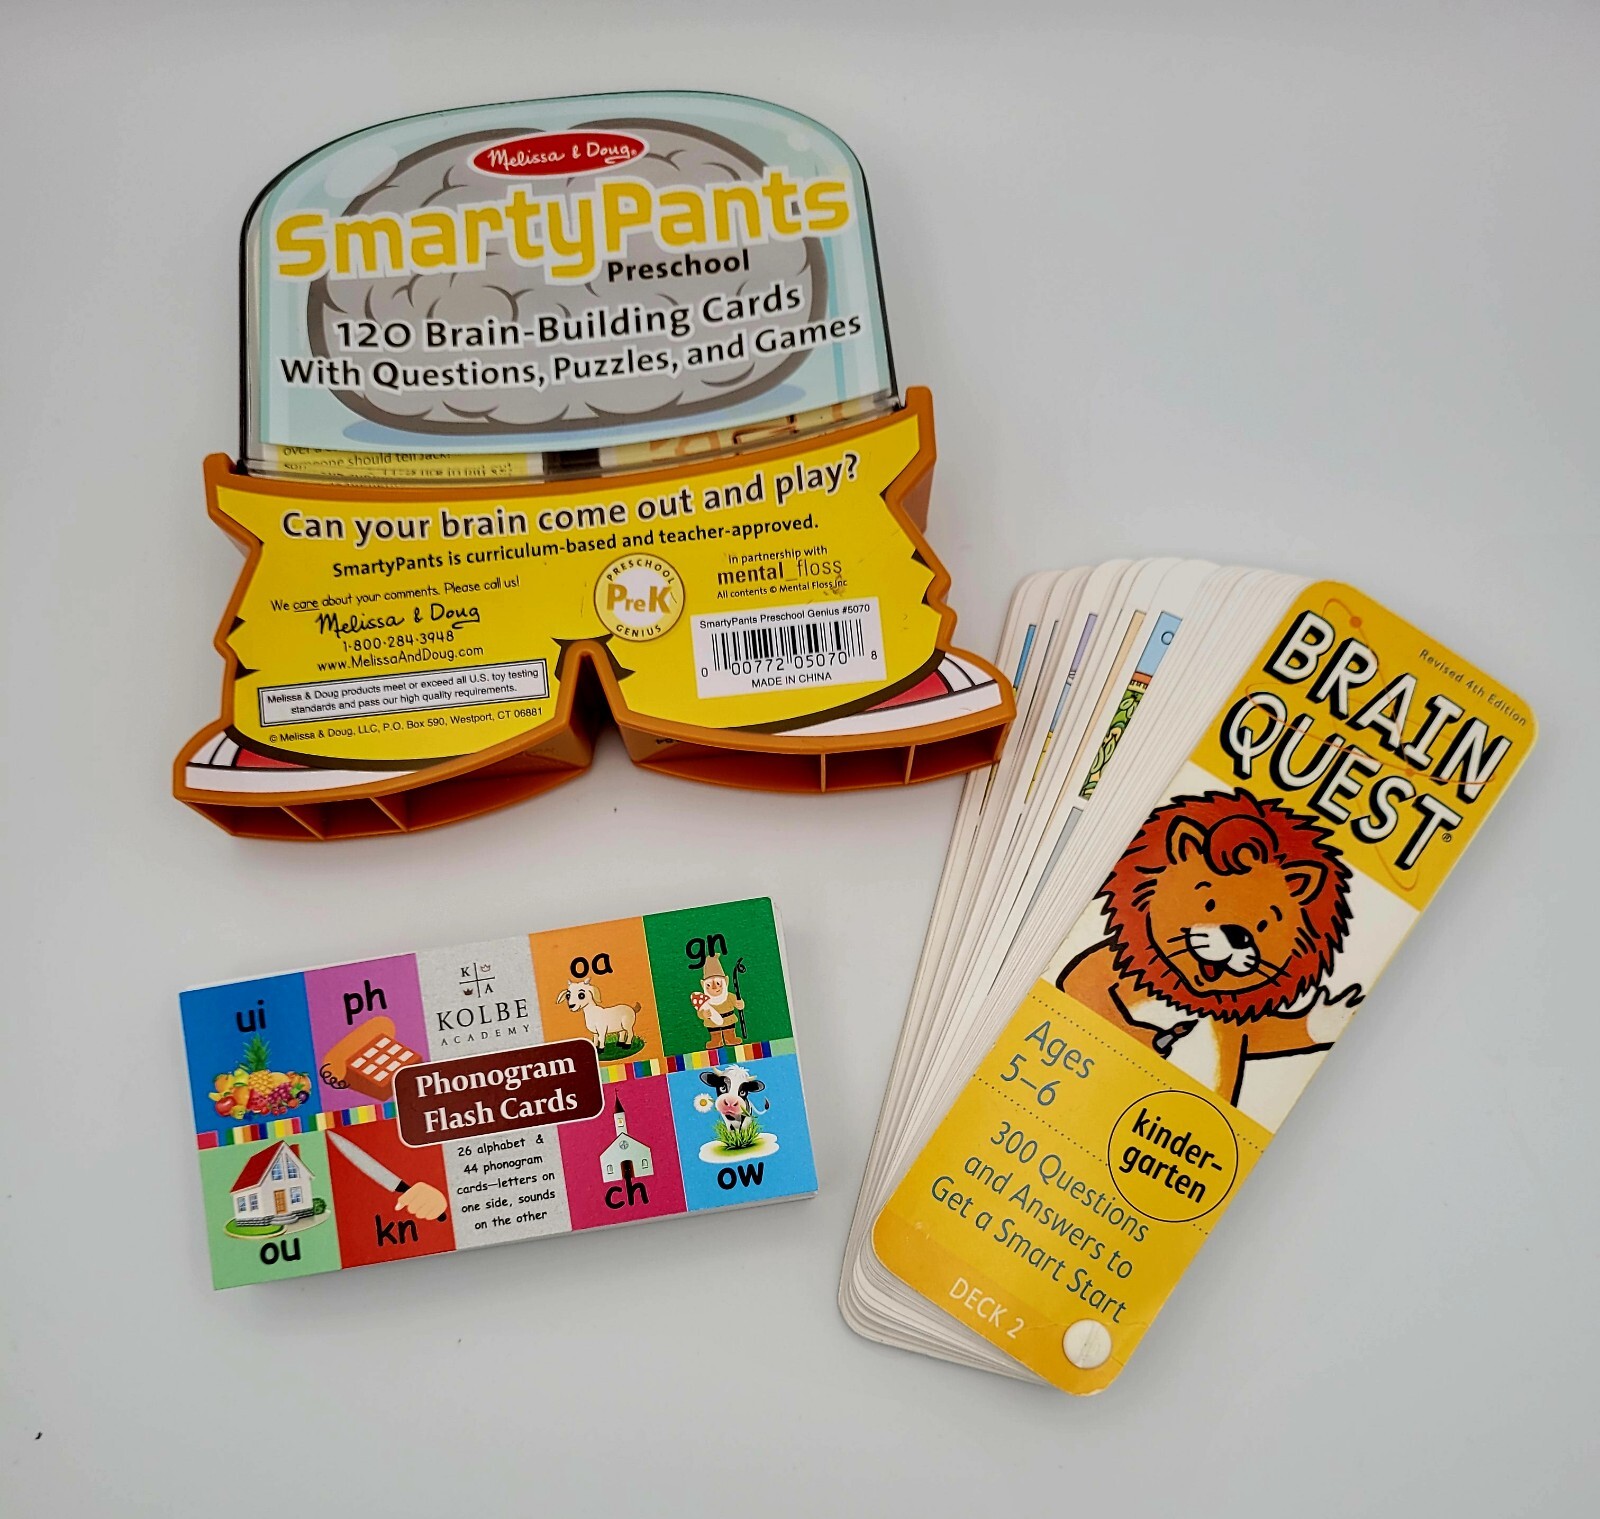 Melissa & Doug®
SmartyPants
Preschool
120 Brain-Building Cards
With Questions, Puzzles, and Games
someone should tell Jack!
Can your brain come out and play?
SmartyPants is curriculum-based and teacher-approved.
We care about your comments. Please call us!
Melissa & Doug
1-800-284-3948
www.MelissaAndDoug.com
Melissa & Doug products meet or exceed all U.S. toy testing
standards and pass our high quality requirements.
© Melissa & Doug, LLC, P.O. Box 590, Westport, CT 06881
PRESCHOOL
PreK
GENIUS
In partnership with
mental_floss
All contents © Mental Floss, Inc
SmartyPants Preschool Genius #5070
0 00772 05070 8
MADE IN CHINA
Revised 4th Edition
BRAIN
QUEST®
Ages
5–6
kinder-
garten
300 Questions
and Answers to
Get a Smart Start
DECK 2
ui
ph
K
A
KOLBE
ACADEMY
oa
gn
Phonogram
Flash Cards
26 alphabet &
44 phonogram
cards—letters on
one side, sounds
on the other
ou
kn
ch
ow